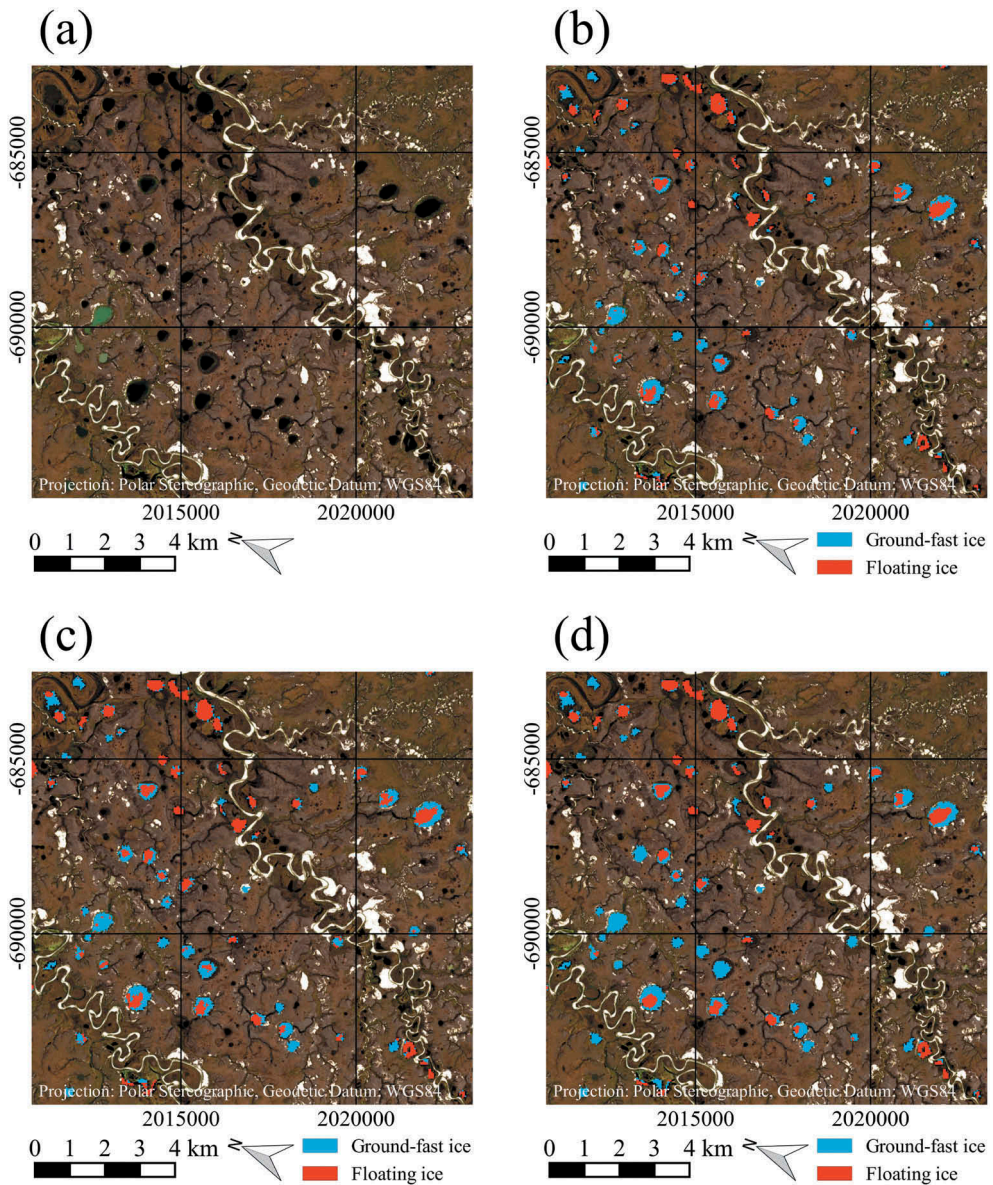 (a)
-685000
-690000
Projection: Polar Stereographic, Geodetic Datum: WGS84
2015000 2020000
0 1 2 3 4 km N
(b)
-685000
-690000
Projection: Polar Stereographic, Geodetic Datum: WGS84
2015000 2020000
0 1 2 3 4 km N
Ground-fast ice
Floating ice
(c)
-685000
-690000
Projection: Polar Stereographic, Geodetic Datum: WGS84
2015000 2020000
0 1 2 3 4 km N
Ground-fast ice
Floating ice
(d)
-685000
-690000
Projection: Polar Stereographic, Geodetic Datum: WGS84
2015000 2020000
0 1 2 3 4 km N
Ground-fast ice
Floating ice